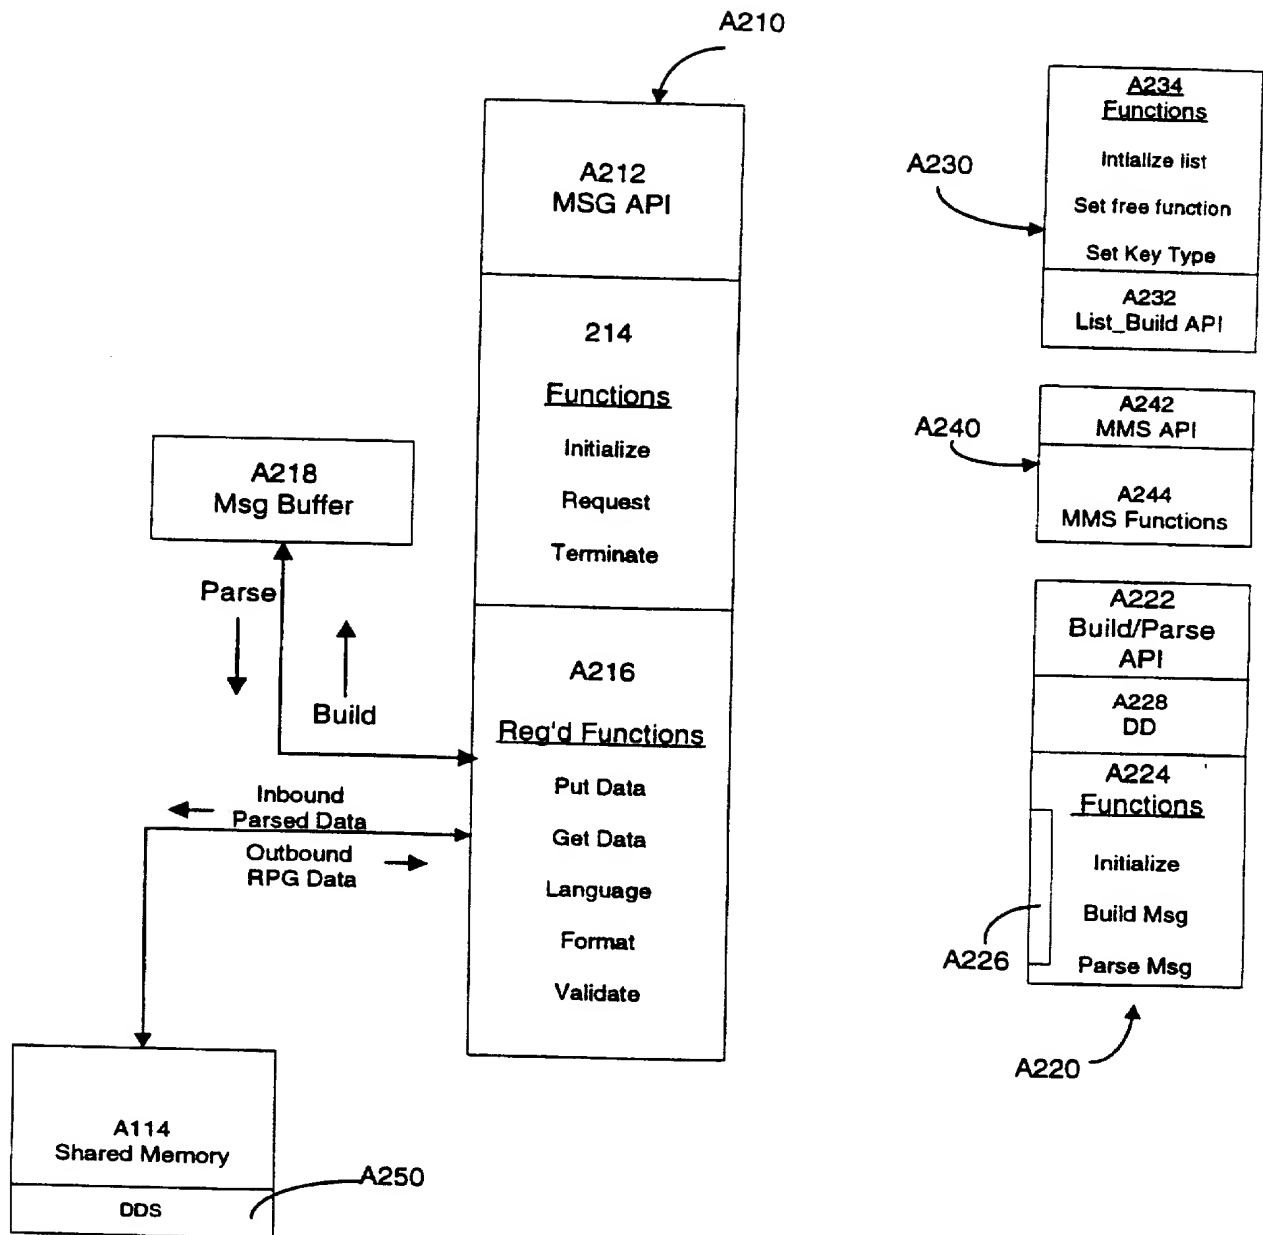 A210
A212
MSG API
214
Functions
Initialize
Request
Terminate
A216
Reg'd Functions
Put Data
Get Data
Language
Format
Validate
A218
Msg Buffer
Parse
Build
Inbound
Parsed Data
Outbound
RPG Data
A114
Shared Memory
DDS
A250
A234
Functions
Intialize list
Set free function
Set Key Type
A232
List_Build API
A230
A242
MMS API
A244
MMS Functions
A240
A222
Build/Parse
API
A228
DD
A224
Functions
Initialize
Build Msg
Parse Msg
A226
A220